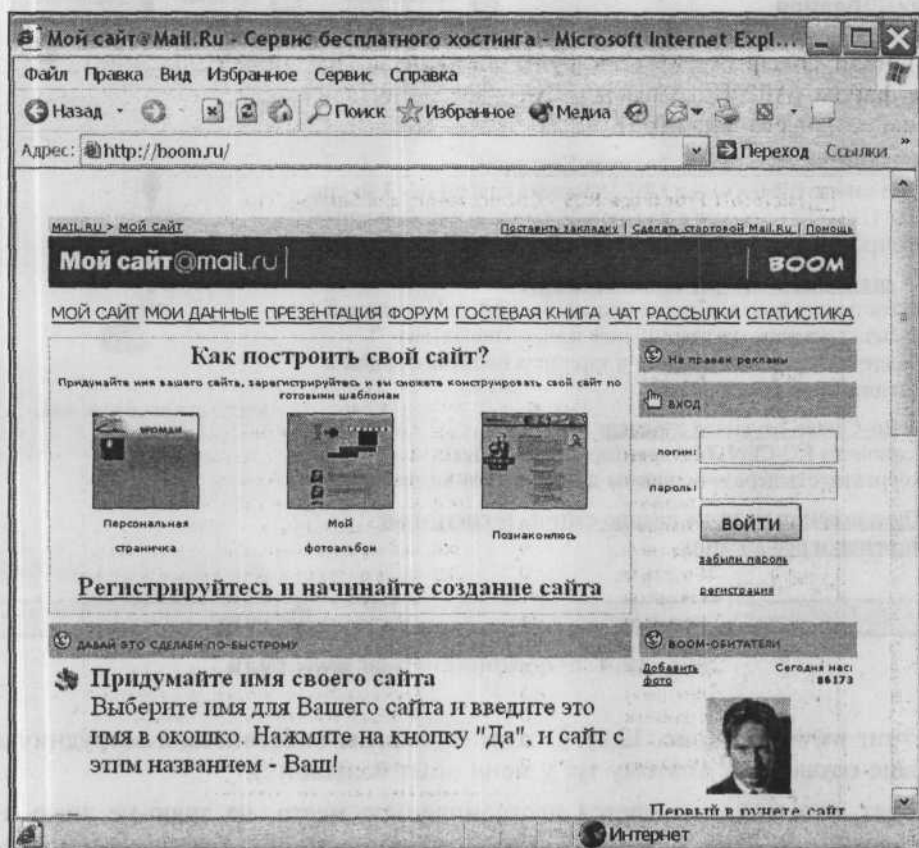 Мой сайт@Mail.Ru - Сервис бесплатного хостинга - Microsoft Internet Expl...
Файл Правка Вид Избранное Сервис Справка
Назад Поиск Избранное Медиа
Адрес: http://boom.ru/ Переход Ссылки »
MAIL.RU > МОЙ САЙТ Поставить закладку | Сделать стартовой Mail.Ru | Помощь
Мой сайт@mail.ru BOOM
МОЙ САЙТ МОИ ДАННЫЕ ПРЕЗЕНТАЦИЯ ФОРУМ ГОСТЕВАЯ КНИГА ЧАТ РАССЫЛКИ СТАТИСТИКА
Как построить свой сайт?
Придумайте имя вашего сайта, зарегистрируйтесь и вы сможете конструировать свой сайт по
готовым шаблонам
WOMAN
Персональная
страничка
Мой
фотоальбом
Познакомлюсь
Регистрируйтесь и начинайте создание сайта
На правах рекламы
ВХОД
логин:
пароль:
ВОЙТИ
забыли пароль
регистрация
ДАВАЙ ЭТО СДЕЛАЕМ ПО-БЫСТРОМУ
Придумайте имя своего сайта
Выберите имя для Вашего сайта и введите это
имя в окошко. Нажмите на кнопку "Да", и сайт с
этим названием - Ваш!
BOOM-ОБИТАТЕЛИ
Добавить
фото
Сегодня нас:
86173
Первый в рунете сайт
Интернет